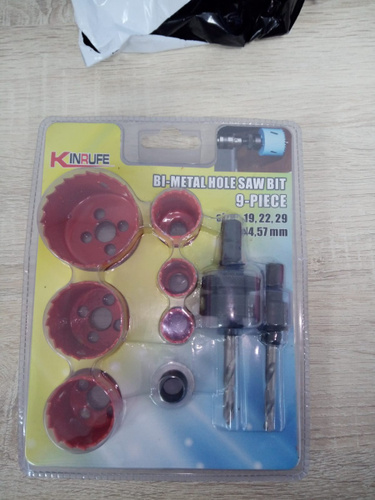 KINRUFE
BI-METAL HOLE SAW BIT
9-PIECE
19, 22, 29
4,57 mm